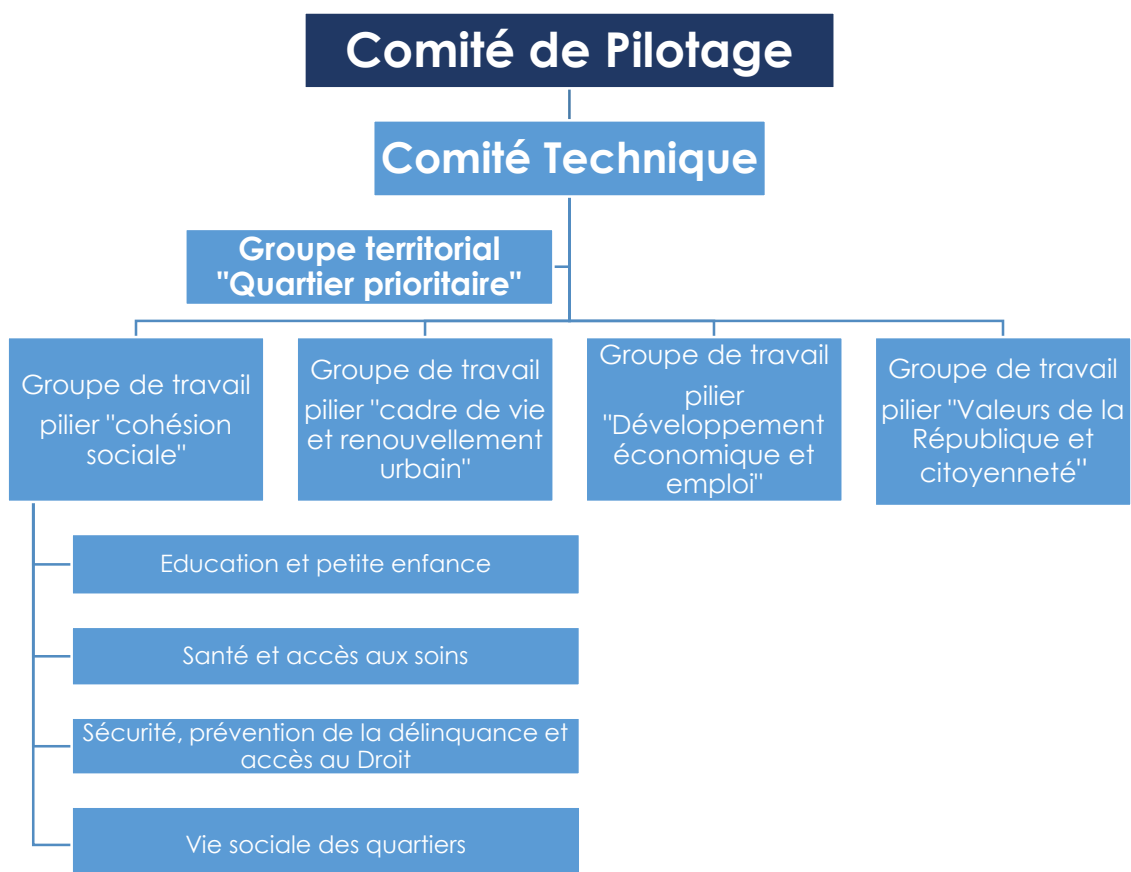 Comité de Pilotage
Comité Technique
Groupe territorial
"Quartier prioritaire"
Groupe de travail
pilier "cohésion
sociale"
Groupe de travail
pilier "cadre de vie
et renouvellement
urbain"
Groupe de travail
pilier
"Développement
économique et
emploi"
Groupe de travail
pilier "Valeurs de la
République et
citoyenneté"
Education et petite enfance
Santé et accès aux soins
Sécurité, prévention de la délinquance et
accès au Droit
Vie sociale des quartiers